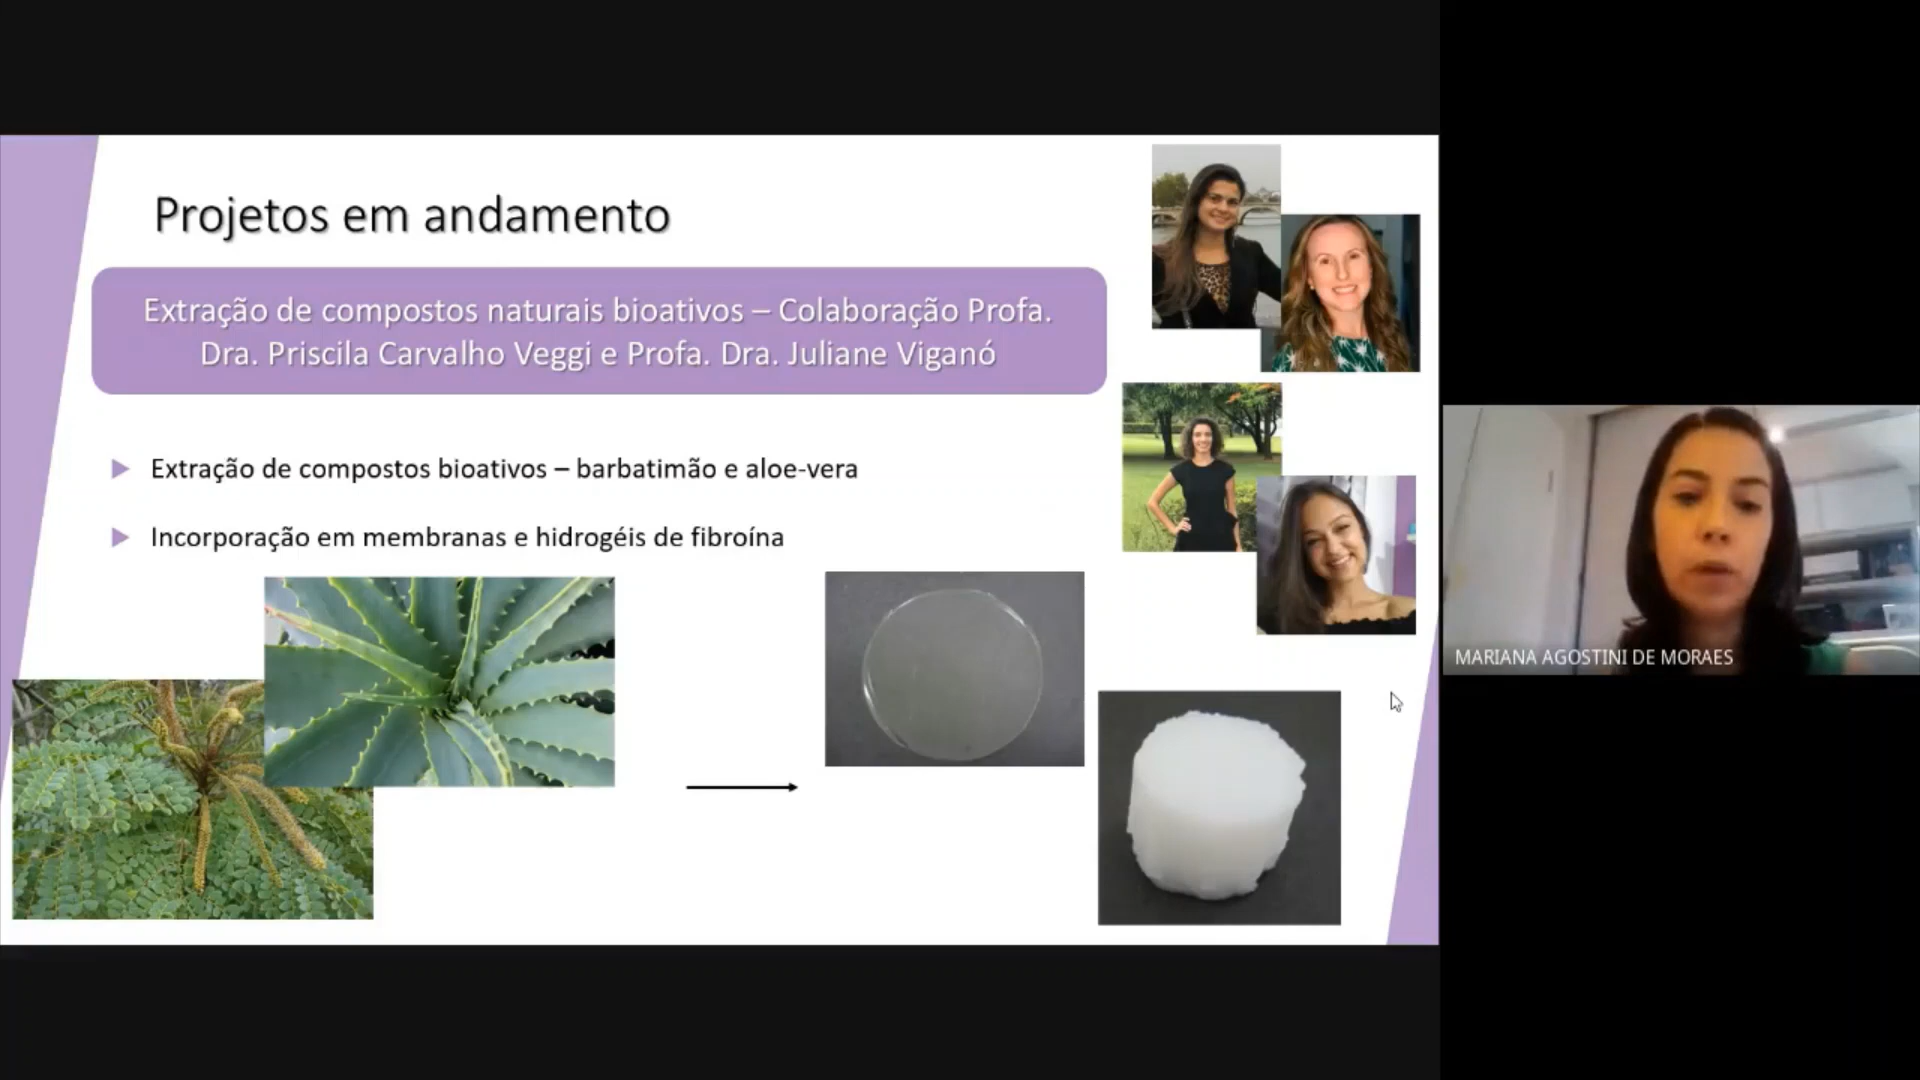 Projetos em andamento
Extração de compostos naturais bioativos – Colaboração Profa.
Dra. Priscila Carvalho Veggi e Profa. Dra. Juliane Viganó
Extração de compostos bioativos – barbatimão e aloe-vera
Incorporação em membranas e hidrogéis de fibroína
MARIANA AGOSTINI DE MORAES